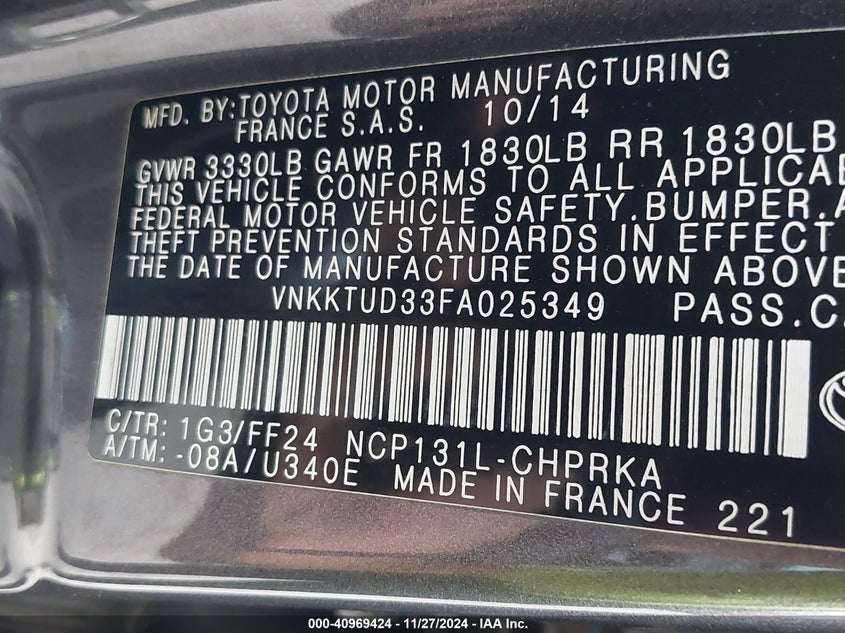 MFD. BY:TOYOTA MOTOR MANUFACTURING
FRANCE S.A.S. 10/14
GVWR 3330LB GAWR FR 1830LB RR 1830LB
THIS VEHICLE CONFORMS TO ALL APPLICAB
FEDERAL MOTOR VEHICLE SAFETY,BUMPER,A
THEFT PREVENTION STANDARDS IN EFFECT
THE DATE OF MANUFACTURE SHOWN ABOVE
VNKKTUD33FA025349 PASS.C
C/TR: 1G3/FF24 NCP131L-CHPRKA
A/TM: -08A/U340E MADE IN FRANCE 221
000-40969424 - 11/27/2024 - IAA Inc.